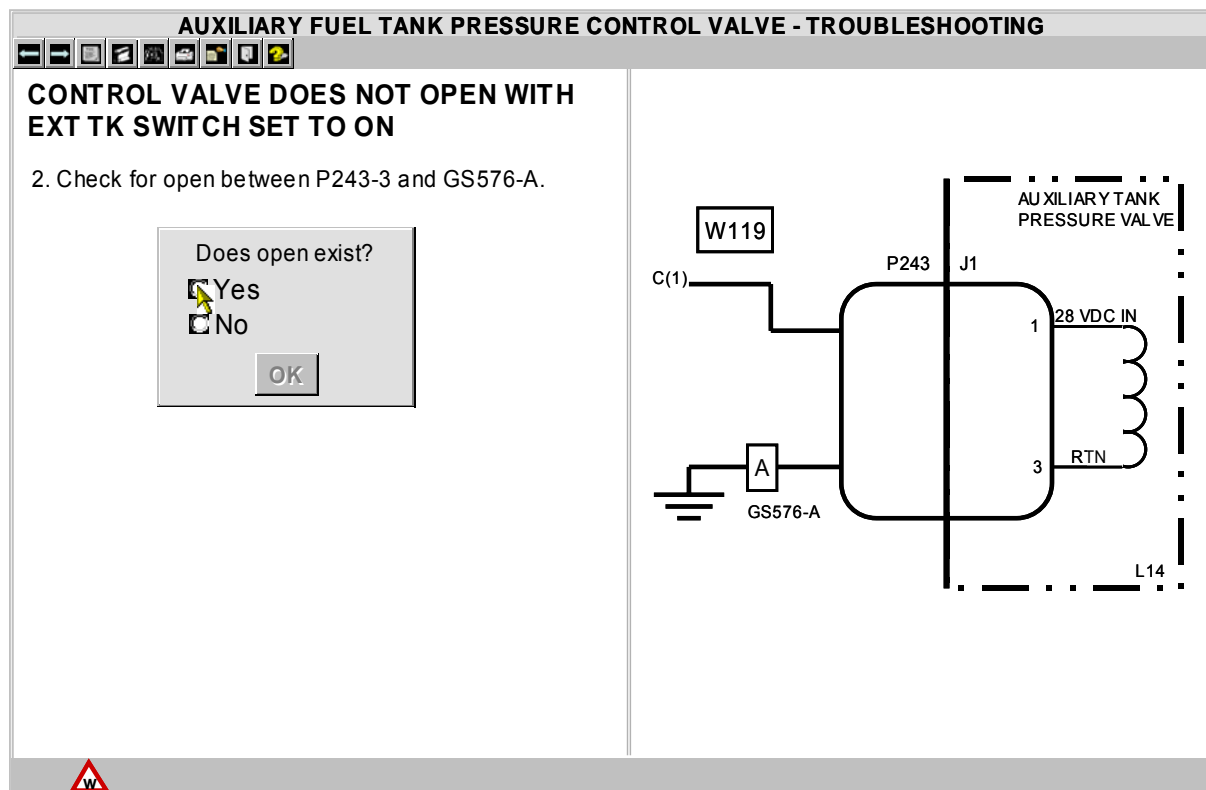 AUXILIARY FUEL TANK PRESSURE CONTROL VALVE - TROUBLESHOOTING
CONTROL VALVE DOES NOT OPEN WITH
EXT TK SWITCH SET TO ON
2. Check for open between P243-3 and GS576-A.
Does open exist?
Yes
No
OK
AUXILIARY TANK
PRESSURE VALVE
W119
P243
J1
C(1)
1
28 VDC IN
A
3
RTN
GS576-A
L14
W